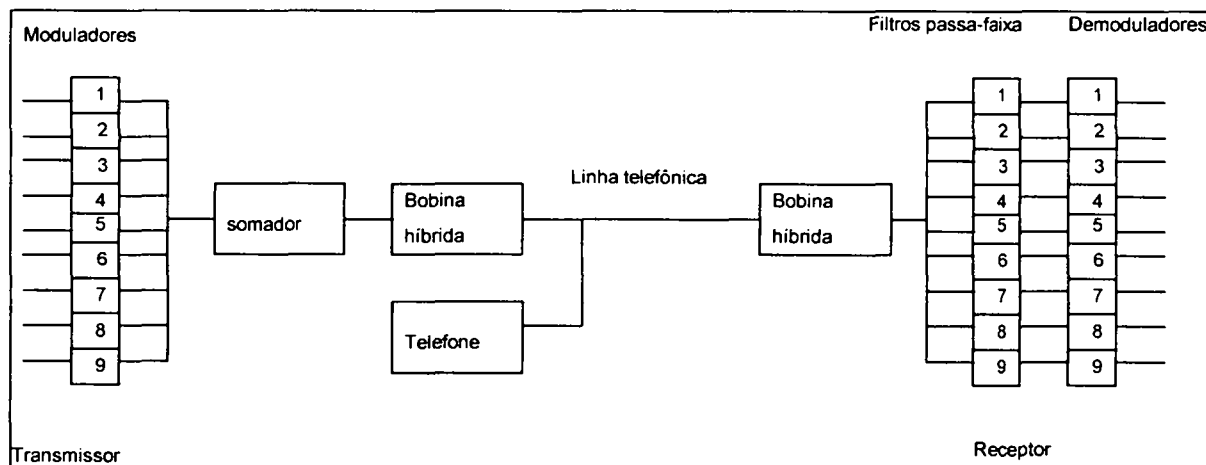 Moduladores
Filtros passa-faixa
Demoduladores
1
2
3
4
5
6
7
8
9
somador
Bobina
híbrida
Telefone
Linha telefônica
Bobina
híbrida
1
2
3
4
5
6
7
8
9
1
2
3
4
5
6
7
8
9
Transmissor
Receptor